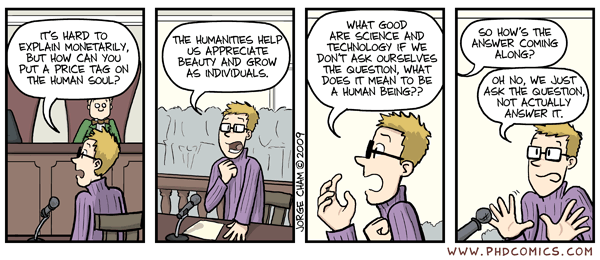 IT'S HARD TO
EXPLAIN MONETARILY,
BUT HOW CAN YOU
PUT A PRICE TAG ON
THE HUMAN SOUL?
THE HUMANITIES HELP
US APPRECIATE
BEAUTY AND GROW
AS INDIVIDUALS.
JORGE CHAM © 2009
WHAT GOOD
ARE SCIENCE AND
TECHNOLOGY IF WE
DON'T ASK OURSELVES
THE QUESTION, WHAT
DOES IT MEAN TO BE
A HUMAN BEING??
SO HOW'S THE
ANSWER COMING
ALONG?
OH NO, WE JUST
ASK THE QUESTION,
NOT ACTUALLY
ANSWER IT.
WWW.PHDCOMICS.COM